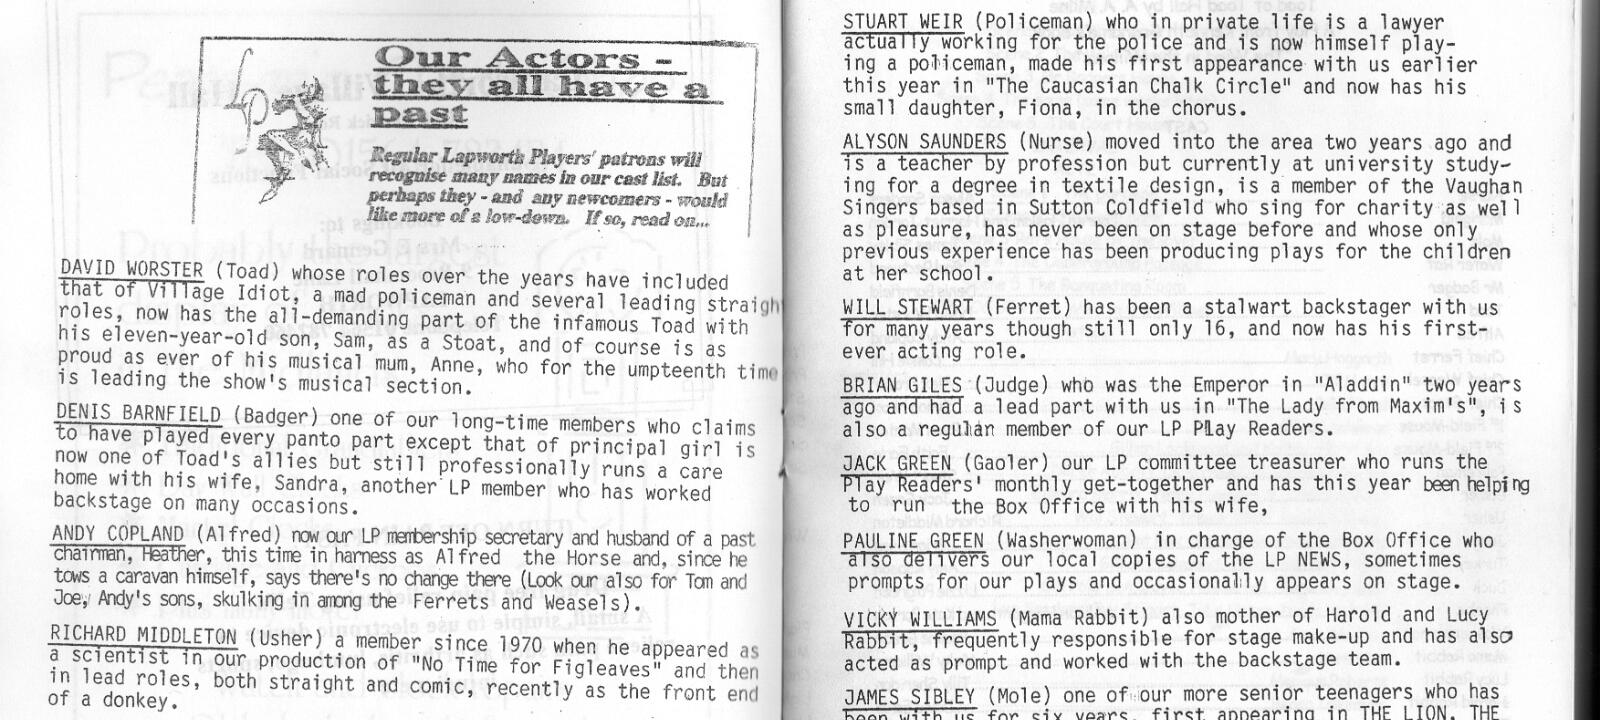 LP
Our Actors -
they all have a
past
Regular Lapworth Players' patrons will
recognise many names in our cast list. But
perhaps they - and any newcomers - would
like more of a low-down. If so, read on...
DAVID WORSTER (Toad) whose roles over the years have included
that of Village Idiot, a mad policeman and several leading straigh
roles, now has the all-demanding part of the infamous Toad with
his eleven-year-old son, Sam, as a Stoat, and of course is as
proud as ever of his musical mum, Anne, who for the umpteenth time
is leading the show's musical section.
DENIS BARNFIELD (Badger) one of our long-time members who claims
to have played every panto part except that of principal girl is
now one of Toad's allies but still professionally runs a care
home with his wife, Sandra, another LP member who has worked
backstage on many occasions.
ANDY COPLAND (Alfred) now our LP membership secretary and husband of a past
chairman, Heather, this time in harness as Alfred the Horse and, since he
tows a caravan himself, says there's no change there (Look our also for Tom and
Joe, Andy's sons, skulking in among the Ferrets and Weasels).
RICHARD MIDDLETON (Usher) a member since 1970 when he appeared as
a scientist in our production of "No Time for Figleaves" and then
in lead roles, both straight and comic, recently as the front end
of a donkey.
STUART WEIR (Policeman) who in private life is a lawyer
actually working for the police and is now himself play-
ing a policeman, made his first appearance with us earlier
this year in "The Caucasian Chalk Circle" and now has his
small daughter, Fiona, in the chorus.
ALYSON SAUNDERS (Nurse) moved into the area two years ago and
is a teacher by profession but currently at university study-
ing for a degree in textile design, is a member of the Vaughan
Singers based in Sutton Coldfield who sing for charity as well
as pleasure, has never been on stage before and whose only
previous experience has been producing plays for the children
at her school.
WILL STEWART (Ferret) has been a stalwart backstager with us
for many years though still only 16, and now has his first-
ever acting role.
BRIAN GILES (Judge) who was the Emperor in "Aladdin" two years
ago and had a lead part with us in "The Lady from Maxim's", is
also a regular member of our LP Play Readers.
JACK GREEN (Gaoler) our LP committee treasurer who runs the
Play Readers' monthly get-together and has this year been helping
to run the Box Office with his wife,
PAULINE GREEN (Washerwoman) in charge of the Box Office who
also delivers our local copies of the LP NEWS, sometimes
prompts for our plays and occasionally appears on stage.
VICKY WILLIAMS (Mama Rabbit) also mother of Harold and Lucy
Rabbit, frequently responsible for stage make-up and has also
acted as prompt and worked with the backstage team.
JAMES SIBLEY (Mole) one of our more senior teenagers who has
been with us for six years, first appearing in THE LION, THE